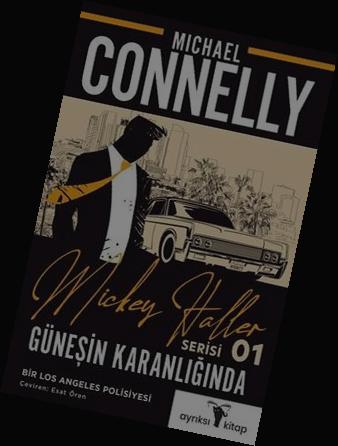 MICHAEL
CONNELLY
Mickey Haller
SERİSİ 01
GÜNEŞİN KARANLIĞINDA
BİR LOS ANGELES POLİSİYESİ
Çeviren: Esat Ören
ayrıksı kitap